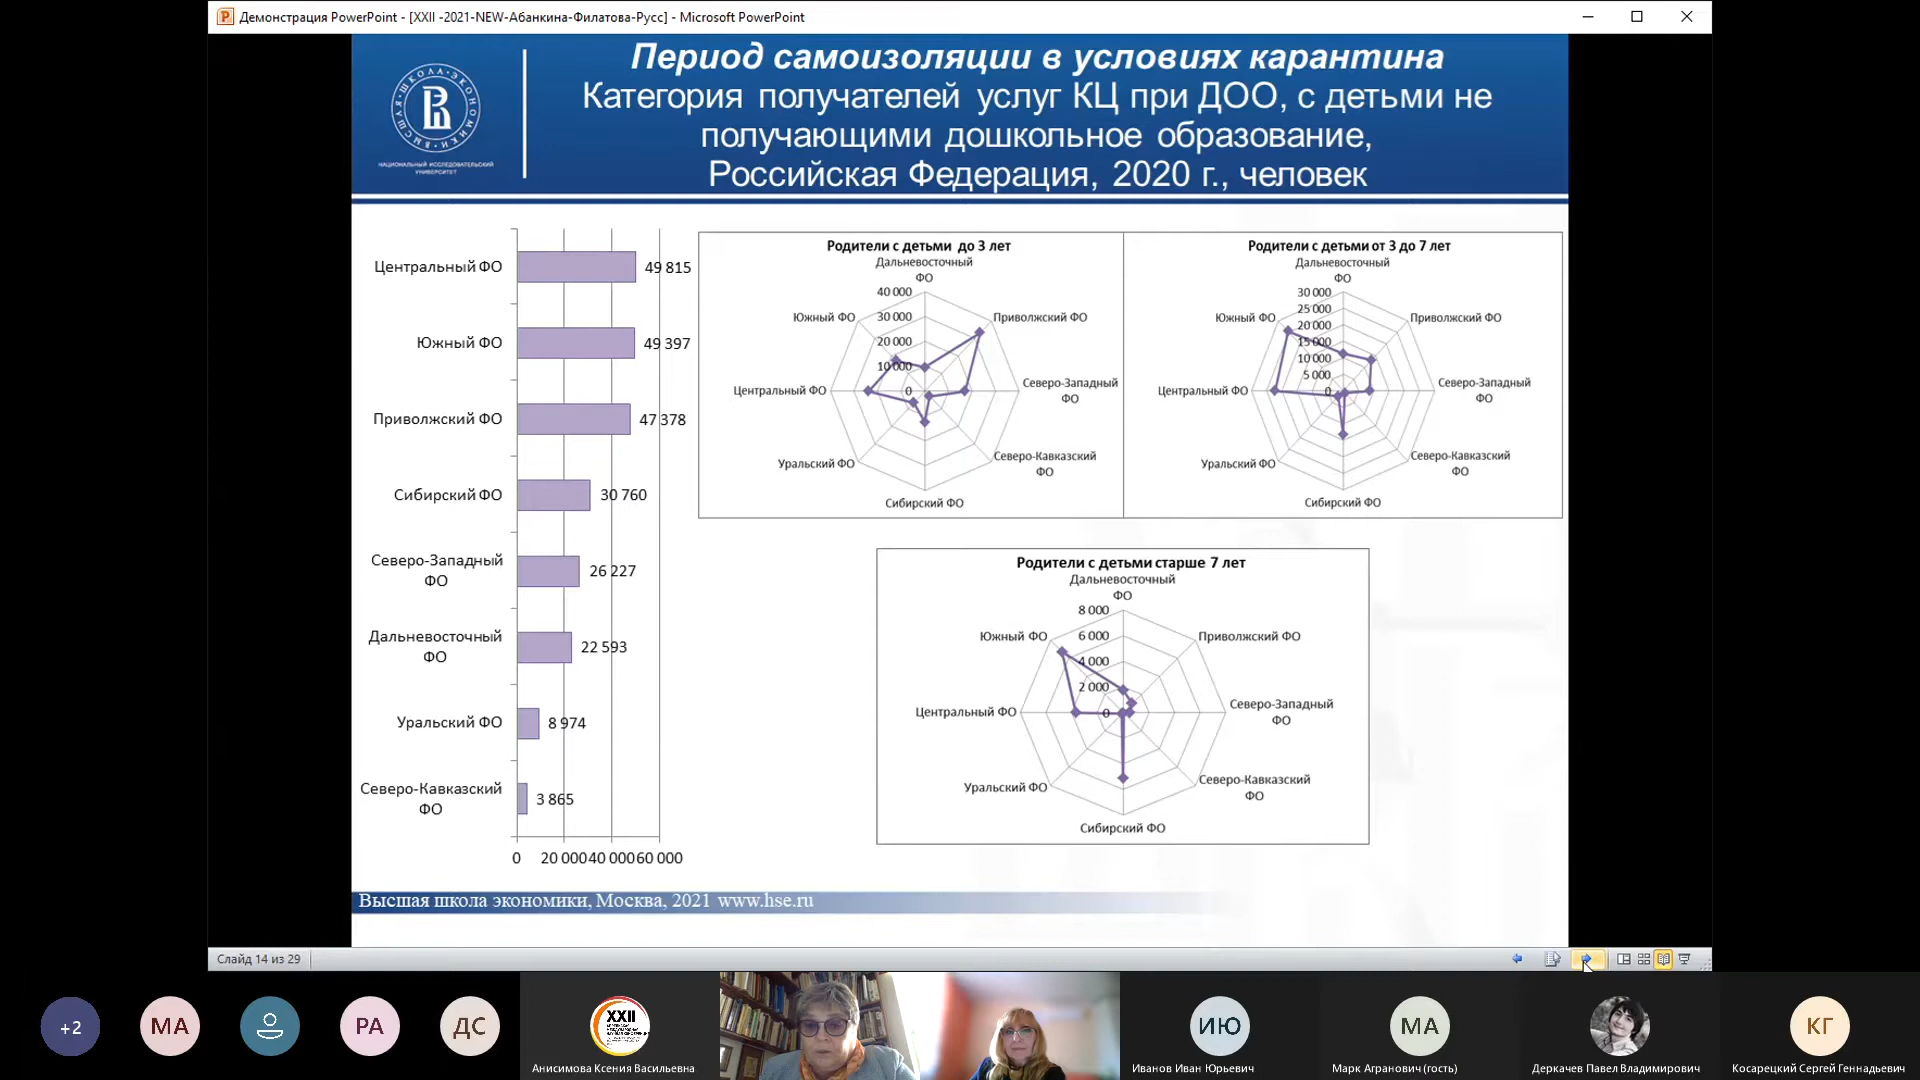 Демонстрация PowerPoint - [XXII -2021-NEW-Абанкина-Филатова-Русс] - Microsoft PowerPoint
ВЫСШАЯ ШКОЛА ЭКОНОМИКИ
НАЦИОНАЛЬНЫЙ ИССЛЕДОВАТЕЛЬСКИЙ
УНИВЕРСИТЕТ
Период самоизоляции в условиях карантина
Категория получателей услуг КЦ при ДОО, с детьми не
получающими дошкольное образование,
Российская Федерация, 2020 г., человек
Центральный ФО
49 815
Южный ФО
49 397
Приволжский ФО
47 378
Сибирский ФО
30 760
Северо-Западный
ФО
26 227
Дальневосточный
ФО
22 593
Уральский ФО
8 974
Северо-Кавказский
ФО
3 865
0 20 000 40 000 60 000
Родители с детьми до 3 лет
Дальневосточный
ФО
40 000
30 000
20 000
10 000
0
Приволжский ФО
Северо-Западный
ФО
Северо-Кавказский
ФО
Сибирский ФО
Уральский ФО
Центральный ФО
Южный ФО
Родители с детьми от 3 до 7 лет
Дальневосточный
ФО
30 000
25 000
20 000
15 000
10 000
5 000
0
Приволжский ФО
Северо-Западный
ФО
Северо-Кавказский
ФО
Сибирский ФО
Уральский ФО
Центральный ФО
Южный ФО
Родители с детьми старше 7 лет
Дальневосточный
ФО
8 000
6 000
4 000
2 000
0
Приволжский ФО
Северо-Западный
ФО
Северо-Кавказский
ФО
Сибирский ФО
Уральский ФО
Центральный ФО
Южный ФО
Высшая школа экономики, Москва, 2021 www.hse.ru
Слайд 14 из 29
+2
МА
РА
ДС
XXII
Анисимова Ксения Васильевна
ИЮ
Иванов Иван Юрьевич
МА
Марк Агранович (гость)
Деркачев Павел Владимирович
КГ
Косарецкий Сергей Геннадьевич